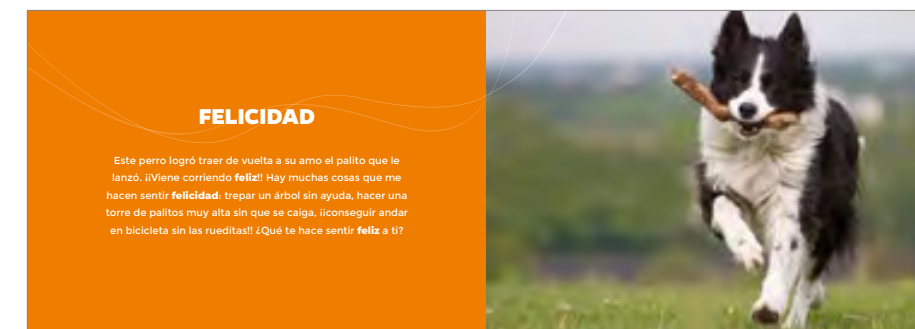 FELICIDAD
Este perro logró traer de vuelta a su amo el palito que le
lanzó. ¡¡Viene corriendo feliz!! Hay muchas cosas que me
hacen sentir felicidad: trepar un árbol sin ayuda, hacer una
torre de palitos muy alta sin que se caiga, ¡¡conseguir andar
en bicicleta sin las rueditas!! ¿Qué te hace sentir feliz a ti?